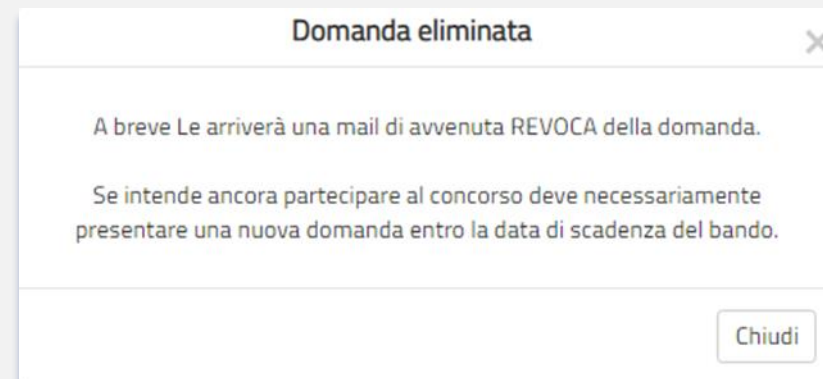 Domanda eliminata
A breve Le arriverà una mail di avvenuta REVOCA della domanda.
Se intende ancora partecipare al concorso deve necessariamente
presentare una nuova domanda entro la data di scadenza del bando.
Chiudi